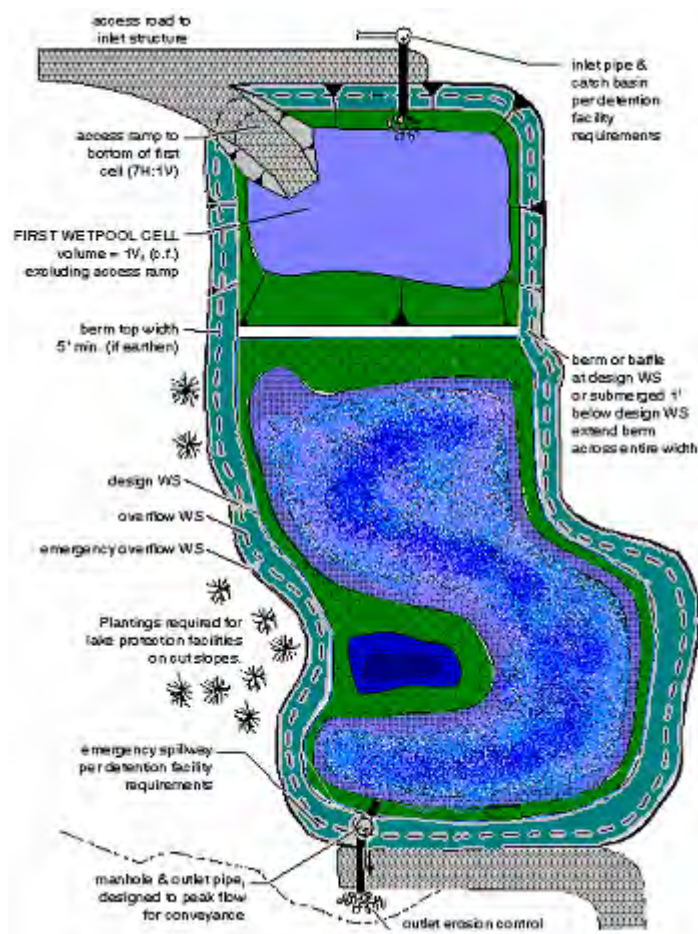 access road to
inlet structure
inlet pipe &
catch basin
per detention
facility
requirements
access ramp to
bottom of first
cell (7H:1V)
FIRST WETPOOL CELL
volume = 1V, (c.f.)
excluding access ramp
berm top width
5' min. (if earthen)
berm or baffle
at design WS
or submerged 1'
below design WS
extend berm
across entire width
design WS
overflow WS
emergency overflow WS
Plantings required for
lake protection facilities
on cut slopes.
emergency spillway
per detention facility
requirements
manhole & outlet pipe,
designed to peak flow
for conveyance
outlet erosion control